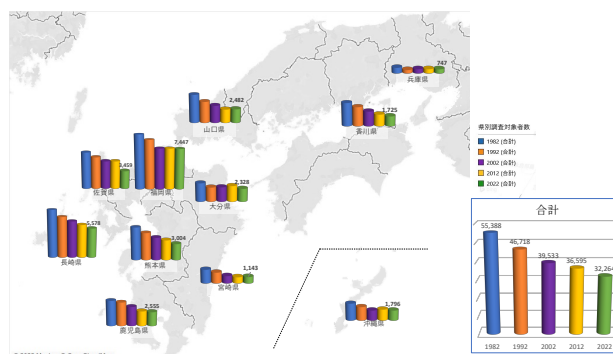 747
兵庫県
2,482
山口県
1,725
香川県
3,459
佐賀県
7,447
福岡県
2,328
大分県
5,578
長崎県
3,004
熊本県
1,143
宮崎県
2,555
鹿児島県
1,796
沖縄県
県別調査対象者数
1982 (合計)
1992 (合計)
2002 (合計)
2012 (合計)
2022 (合計)
合計
55,388
46,718
39,533
36,595
32,264
1982 1992 2002 2012 2022